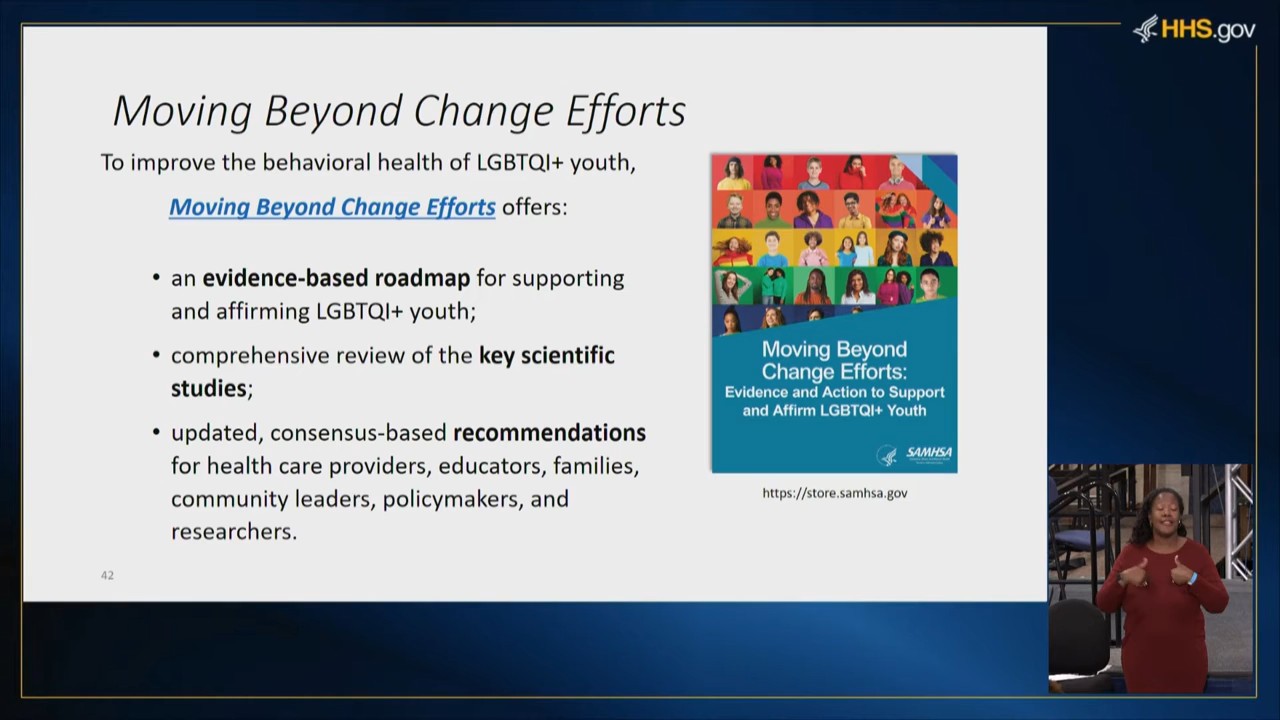 HHS.gov
Moving Beyond Change Efforts
To improve the behavioral health of LGBTQI+ youth,
Moving Beyond Change Efforts offers:
• an evidence-based roadmap for supporting
and affirming LGBTQI+ youth;
• comprehensive review of the key scientific
studies;
• updated, consensus-based recommendations
for health care providers, educators, families,
community leaders, policymakers, and
researchers.
42
Moving Beyond
Change Efforts:
Evidence and Action to Support
and Affirm LGBTQI+ Youth
SAMHSA
https://store.samhsa.gov